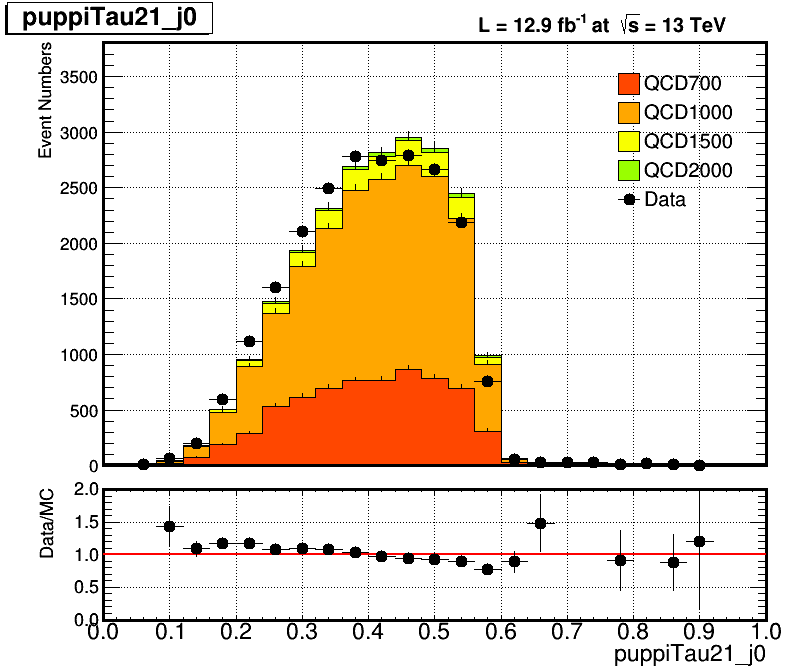 puppiTau21_j0
L = 12.9 fb-1 at √s = 13 TeV
Event Numbers
3500
3000
2500
2000
1500
1000
500
0
QCD700
QCD1000
QCD1500
QCD2000
Data
Data/MC
2.0
1.5
1.0
0.5
0.0
0.0 0.1 0.2 0.3 0.4 0.5 0.6 0.7 0.8 0.9 1.0
puppiTau21_j0